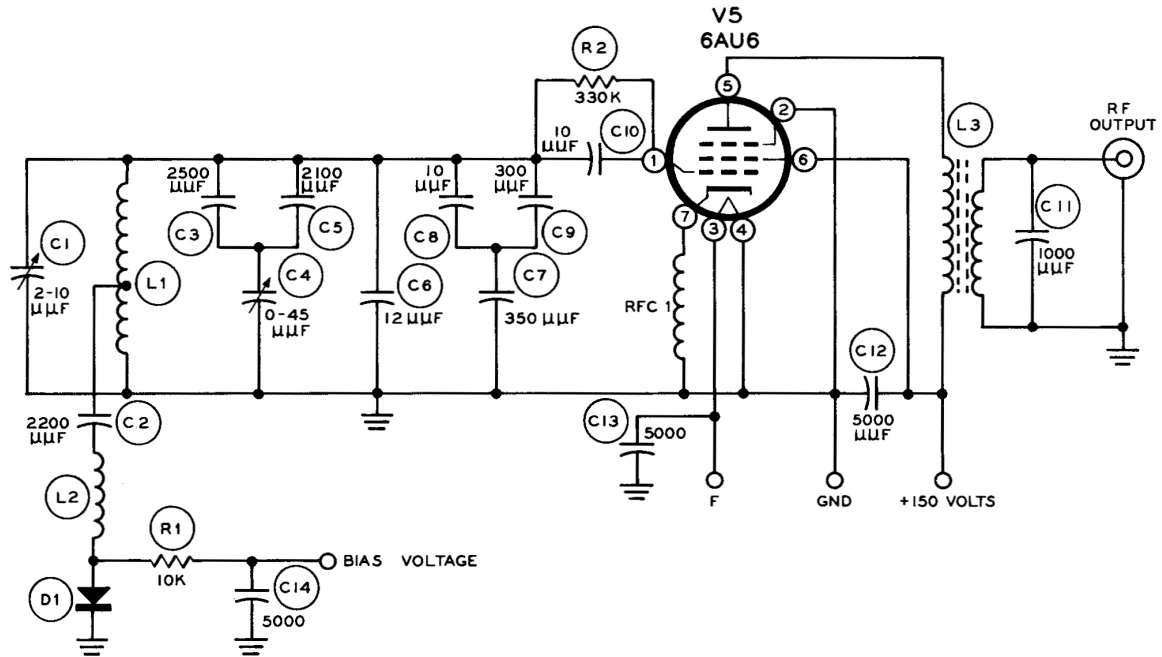 V5
6AU6
R2
330K
5
2
RF
OUTPUT
L3
10
μμF
C10
1
6
2500
μμF
2100
μμF
10
μμF
300
μμF
7
3
4
C3
C5
C8
C9
C11
1000
μμF
C1
2-10
μμF
L1
C4
0-45
μμF
C6
12 μμF
C7
350 μμF
RFC 1
C12
5000
μμF
2200
μμF
C2
C13
5000
F
GND
+150 VOLTS
L2
R1
10K
BIAS VOLTAGE
D1
C14
5000